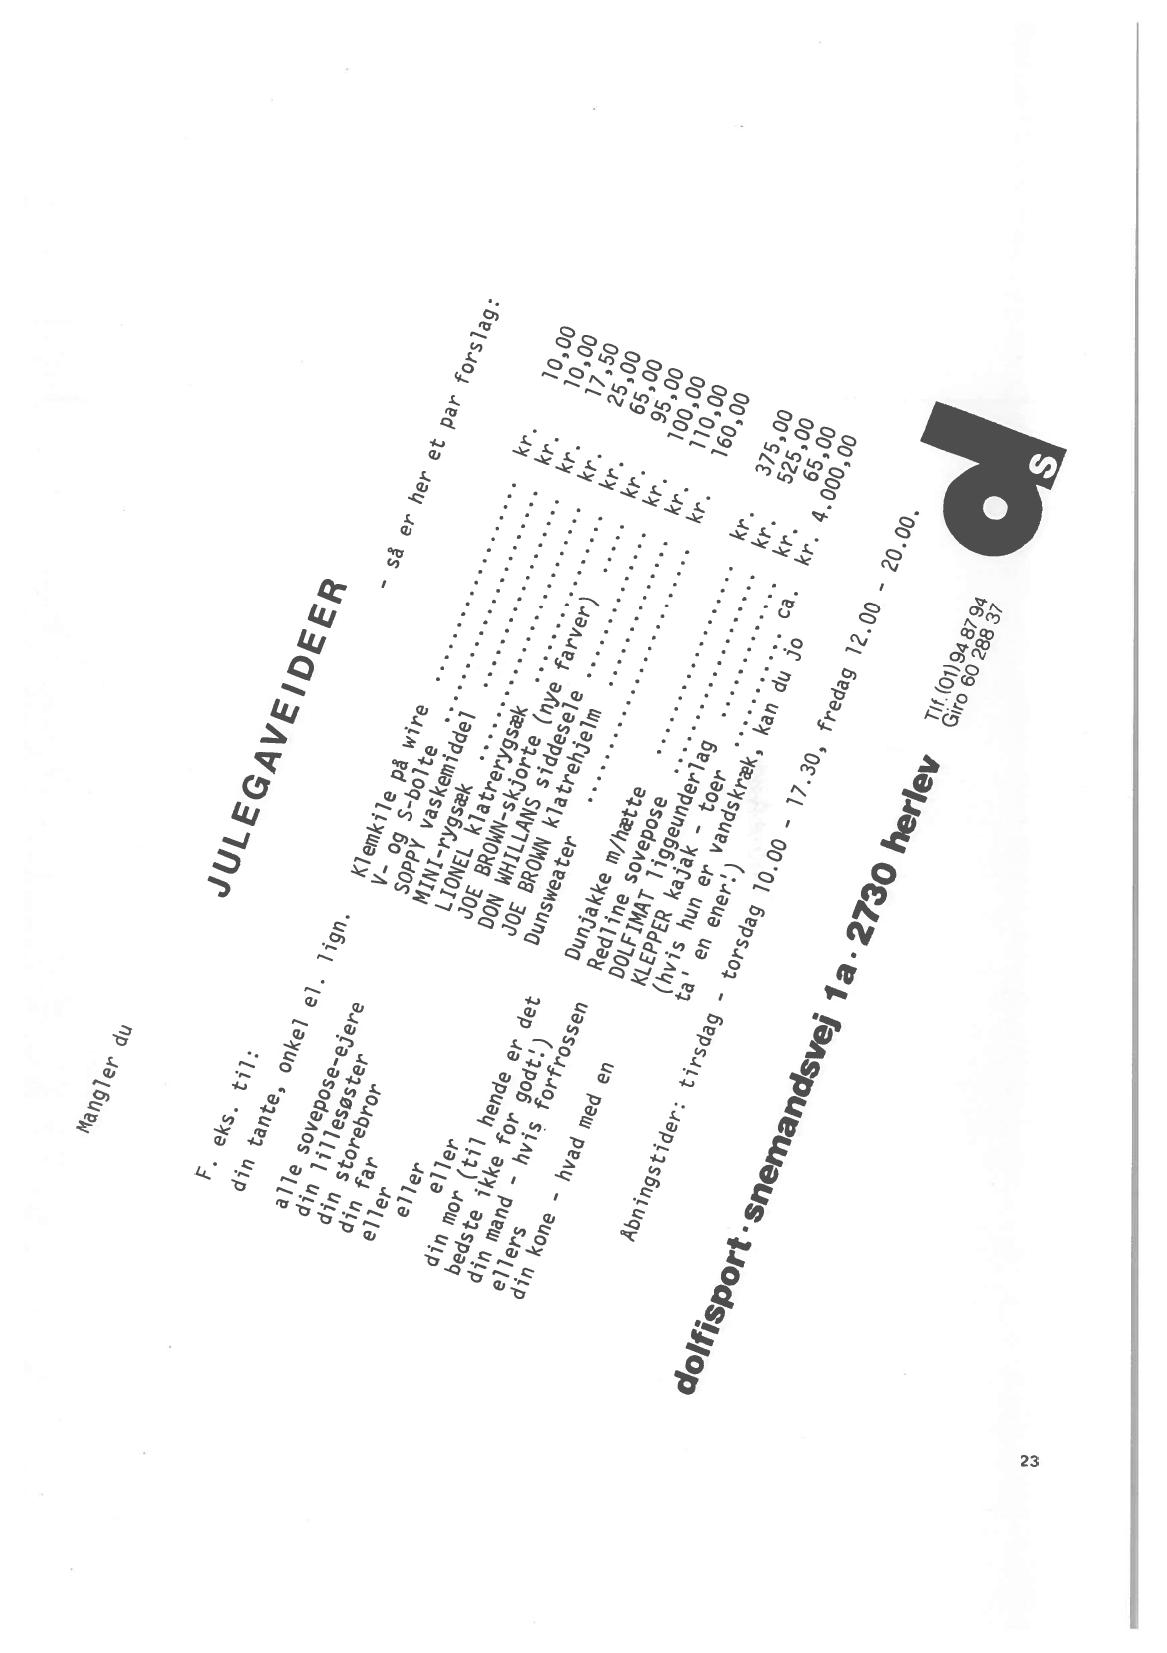 Mangler du
JULEGAVEIDEER
- så er her et par forslag:
F. eks. til:
din tante, onkel el. lign. Klemkile på wire ........................ kr. 10,00
V- og S-bolte ........................... kr. 10,00
alle sovepose-ejere SOPPY vaskemiddel ....................... kr. 17,50
din lillesøster MINI-rygsæk ............................. kr. 25,00
din storebror LIONEL klatrerygsæk ..................... kr. 65,00
din far JOE BROWN-skjorte (nye farver) ..... kr. 95,00
eller DON WHILLANS siddesele .................. kr. 100,00
eller JOE BROWN klatrehjelm ................... kr. 110,00
eller Dunsweater .............................. kr. 160,00
din mor (til hende er det
bedste ikke for godt!) Dunjakke m/hætte ........................ kr. 375,00
din mand - hvis forfrossen Redline sovepose ........................ kr. 525,00
ellers DOLFIMAT liggeunderlag .................. kr. 65,00
din kone - hvad med en KLEPPER kajak - toer ............. ca. kr. 4.000,00
(hvis hun er vandskræk, kan du jo
ta' en ener!)
Åbningstider: tirsdag - torsdag 10.00 - 17.30, fredag 12.00 - 20.00.
dolfisport · snemandsvej 1a · 2730 herlev
Tlf. (01) 94 87 94
Giro 60 288 37
ds
23